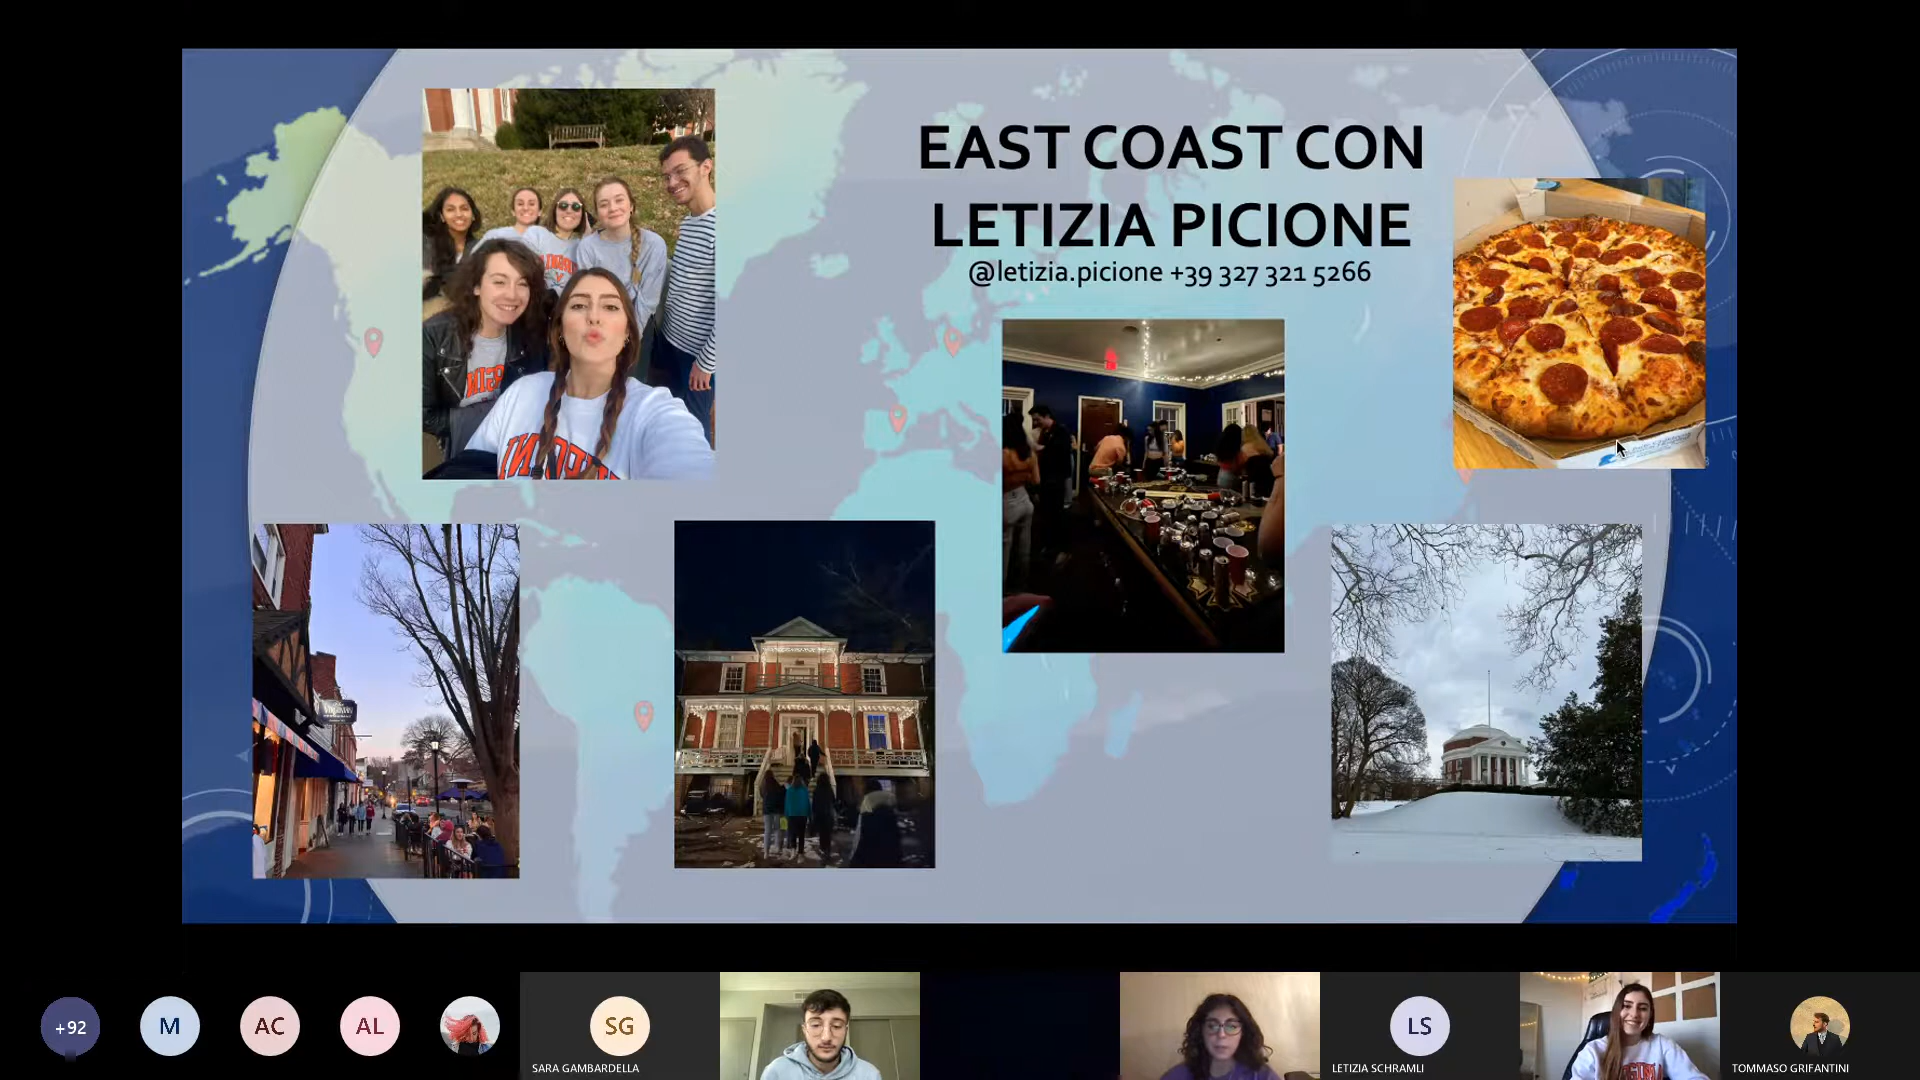 EAST COAST CON
LETIZIA PICIONE
@letizia.picione +39 327 321 5266
+92
M
AC
AL
SG
SARA GAMBARDELLA
LS
LETIZIA SCHRAMLI
TOMMASO GRIFANTINI